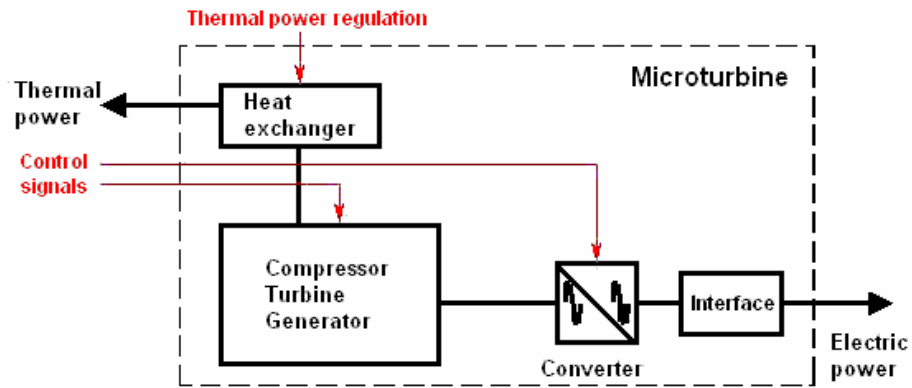 Thermal power regulation
Microturbine
Thermal
power
Heat
exchanger
Control
signals
Compressor
Turbine
Generator
Interface
Converter
Electric
power